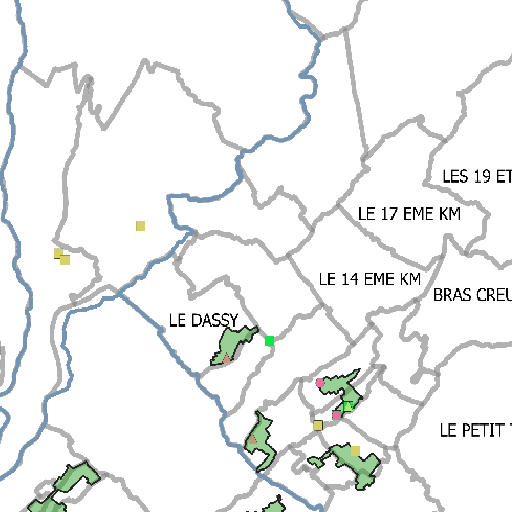 LES 19 ET
LE 17 EME KM
LE 14 EME KM
BRAS CREU
LE DASSY
LE PETIT